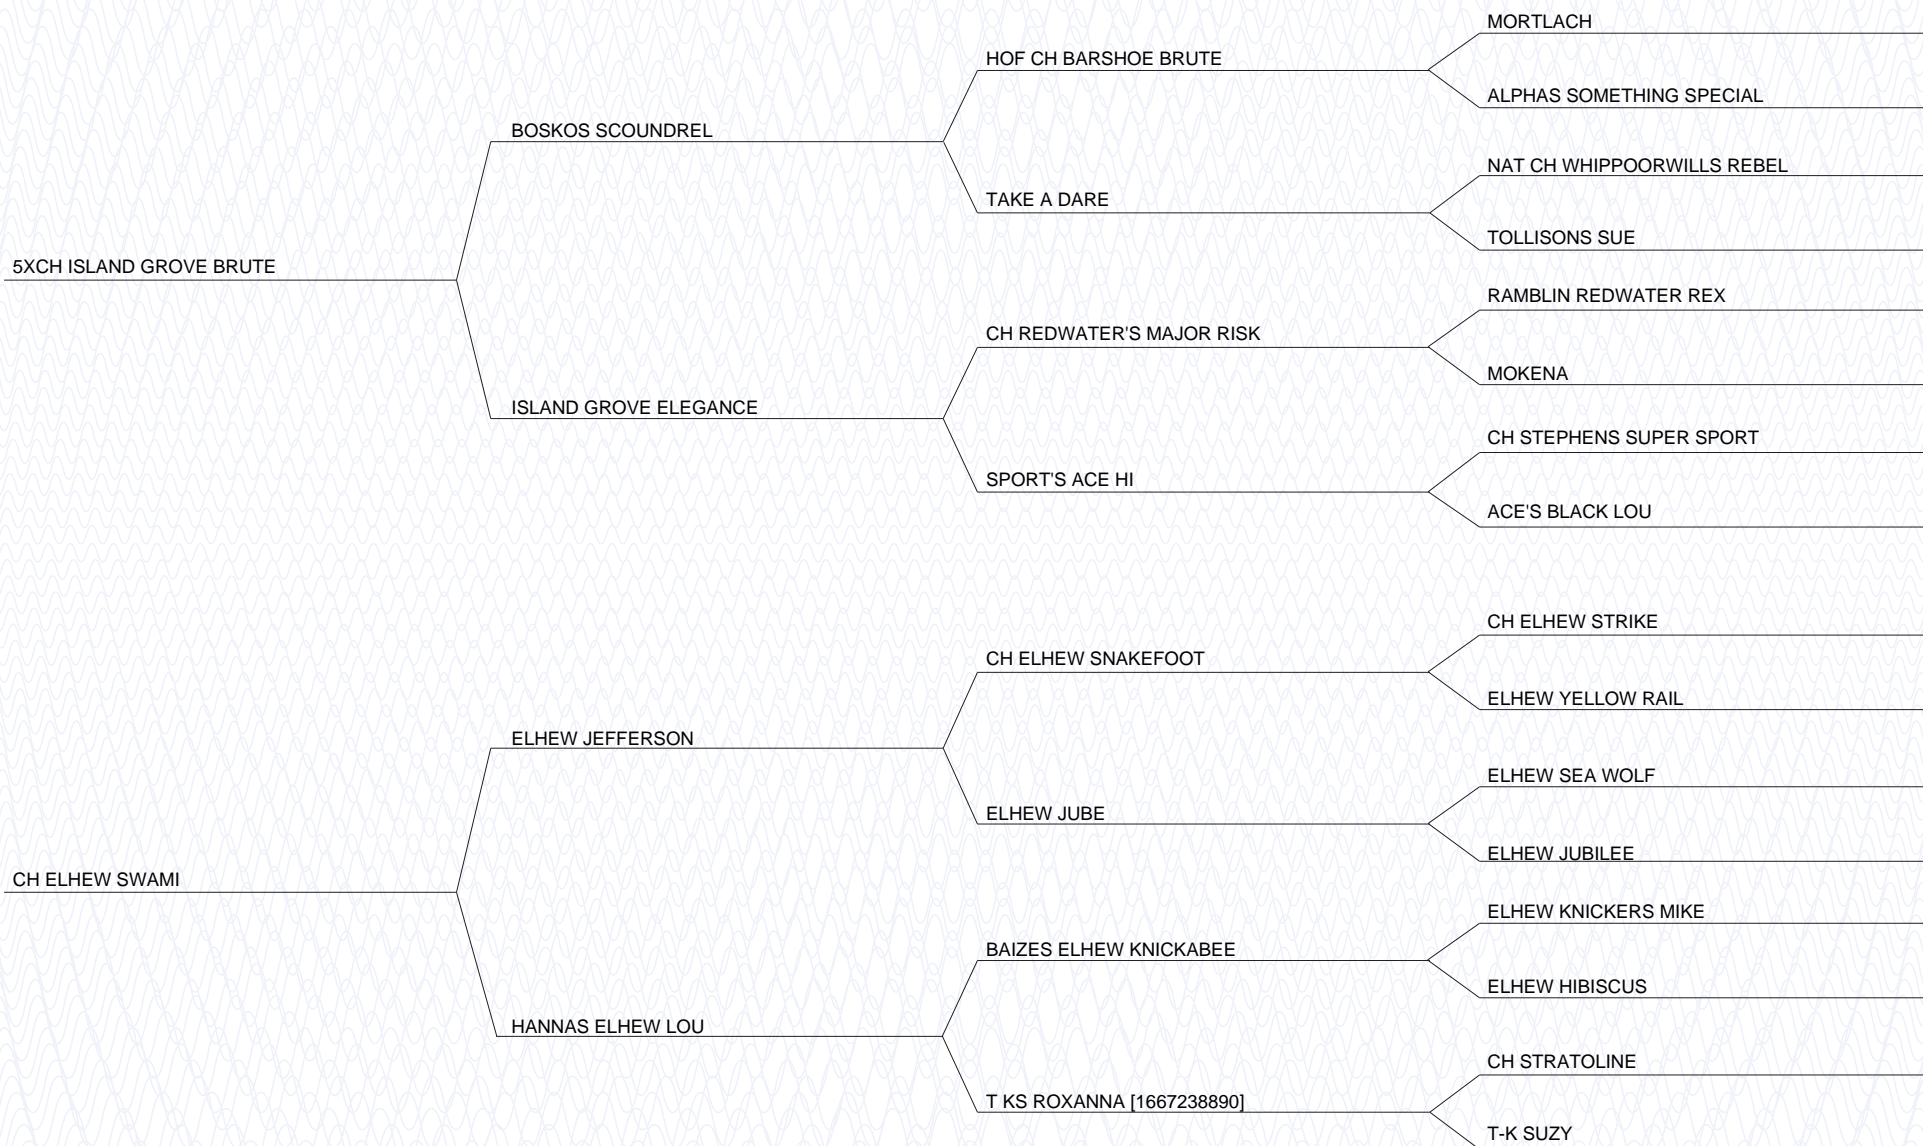 MORTLACH
HOF CH BARSHOE BRUTE
ALPHAS SOMETHING SPECIAL
BOSKOS SCOUNDREL
NAT CH WHIPPOORWILLS REBEL
TAKE A DARE
TOLLISONS SUE
5XCH ISLAND GROVE BRUTE
RAMBLIN REDWATER REX
CH REDWATER'S MAJOR RISK
MOKENA
ISLAND GROVE ELEGANCE
CH STEPHENS SUPER SPORT
SPORT'S ACE HI
ACE'S BLACK LOU
CH ELHEW STRIKE
CH ELHEW SNAKEFOOT
ELHEW YELLOW RAIL
ELHEW JEFFERSON
ELHEW SEA WOLF
ELHEW JUBE
ELHEW JUBILEE
CH ELHEW SWAMI
ELHEW KNICKERS MIKE
BAIZES ELHEW KNICKABEE
ELHEW HIBISCUS
HANNAS ELHEW LOU
CH STRATOLINE
T KS ROXANNA [1667238890]
T-K SUZY